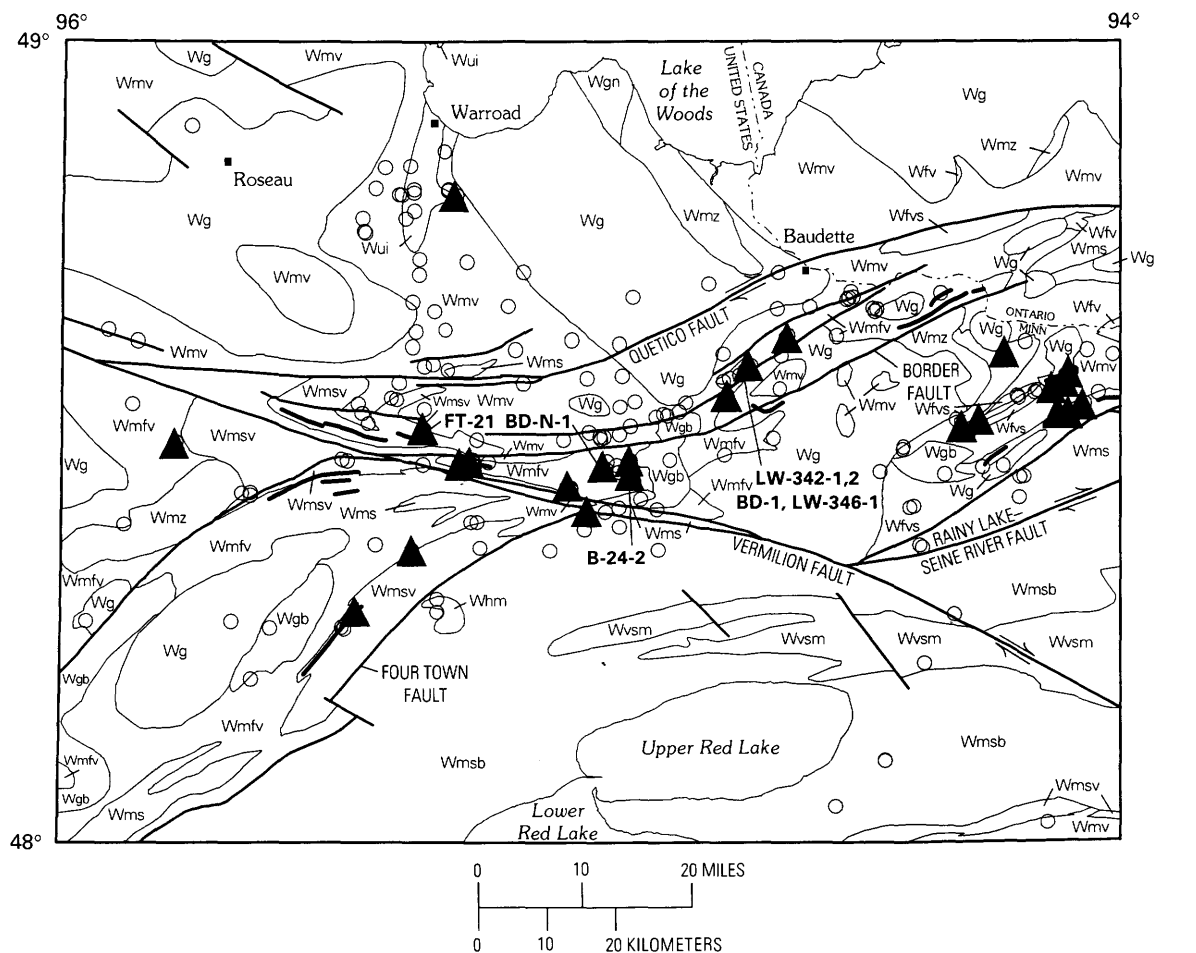 96°
94°
49°
Wg
Wmv
Wui
Wmv
Warroad
Wgn
Lake
of the
Woods
CANADA
UNITED STATES
Wg
Wmz
Wmv
Wfv
Wmv
Roseau
Wg
Wui
Wg
Wmz
Wfvs
Baudette
Wfv
Wms
Wg
Wg
Wmv
Wmv
Wmv
Wg
Wfv
ONTARIO
MINN
QUETICO FAULT
Wmfv
Wmz
Wg
Wg
Wg
Wmv
Wms
Wg
Wmv
Wmv
BORDER
FAULT
Wmsv
Wmsv
Wmv
Wg
Wmv
Wfvs
Wfvs
FT-21 BD-N-1
Wgb
Wmfv
Wmsv
Wmv
Wmfv
Wgb
Wms
Wg
Wmfv
Wgb
Wmfv
LW-342-1,2
BD-1, LW-346-1
Wg
Wmsv
Wms
Wmv
Wmz
Wms
Wfvs
B-24-2
RAINY LAKE–
SEINE RIVER FAULT
VERMILION FAULT
Wmfv
Wmfv
Wg
Wmsv
Whm
Wmsb
Wgb
Wvsm
Wvsm
Wvsm
Wvsm
Wg
FOUR TOWN
FAULT
Wgb
Wmfv
Upper Red Lake
Wmsb
Wmsb
Wmfv
Wgb
Wms
Lower
Red Lake
Wmsv
Wmv
48°
0 10 20 MILES
0 10 20 KILOMETERS